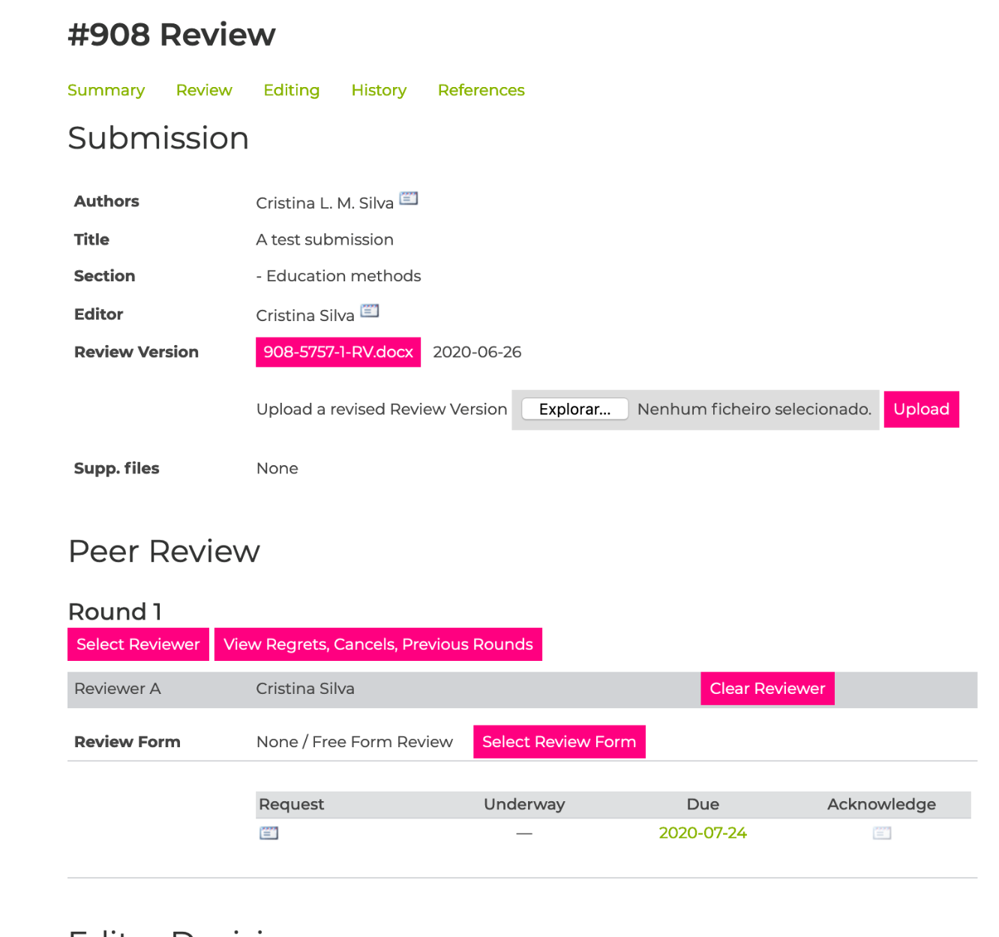 #908 Review
Summary Review Editing History References
Submission
Authors Cristina L. M. Silva
Title A test submission
Section - Education methods
Editor Cristina Silva
Review Version 908-5757-1-RV.docx 2020-06-26
Upload a revised Review Version Explorar... Nenhum ficheiro selecionado. Upload
Supp. files None
Peer Review
Round 1
Select Reviewer View Regrets, Cancels, Previous Rounds
Reviewer A Cristina Silva Clear Reviewer
Review Form None / Free Form Review Select Review Form
Request Underway Due Acknowledge
— 2020-07-24